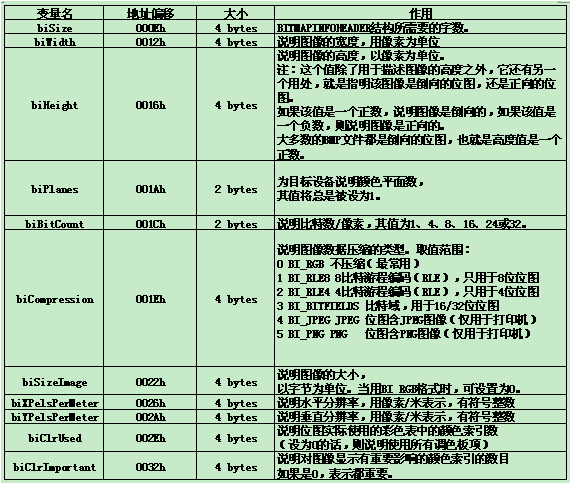 变量名 地址偏移 大小 作用
biSize 000Eh 4 bytes BITMAPINFOHEADER结构所需要的字数。
biWidth 0012h 4 bytes 说明图像的宽度，用像素为单位
biHeight 0016h 4 bytes 说明图像的高度，以像素为单位。
注：这个值除了用于描述图像的高度之外，它还有另一
个用处，就是指明该图像是倒向的位图，还是正向的位
图。
如果该值是一个正数，说明图像是倒向的，如果该值是
一个负数，则说明图像是正向的。
大多数的BMP文件都是倒向的位图，也就是高度值是一个
正数。
biPlanes 001Ah 2 bytes 为目标设备说明颜色平面数，
其值将总是被设为1。
biBitCount 001Ch 2 bytes 说明比特数/像素，其值为1、4、8、16、24或32。
biCompression 001Eh 4 bytes 说明图像数据压缩的类型。取值范围：
0 BI_RGB 不压缩（最常用）
1 BI_RLE8 8比特游程编码（RLE），只用于8位位图
2 BI_RLE4 4比特游程编码（RLE），只用于4位位图
3 BI_BITFIELDS 比特域，用于16/32位位图
4 BI_JPEG JPEG 位图含JPEG图像（仅用于打印机）
5 BI_PNG PNG 位图含PNG图像（仅用于打印机）
biSizeImage 0022h 4 bytes 说明图像的大小，
以字节为单位。当用BI_RGB格式时，可设置为0。
biXPelsPerMeter 0026h 4 bytes 说明水平分辨率，用像素/米表示，有符号整数
biYPelsPerMeter 002Ah 4 bytes 说明垂直分辨率，用像素/米表示，有符号整数
biClrUsed 002Eh 4 bytes 说明位图实际使用的彩色表中的颜色索引数
（设为0的话，则说明使用所有调色板项）
biClrImportant 0032h 4 bytes 说明对图像显示有重要影响的颜色索引的数目
如果是0，表示都重要。